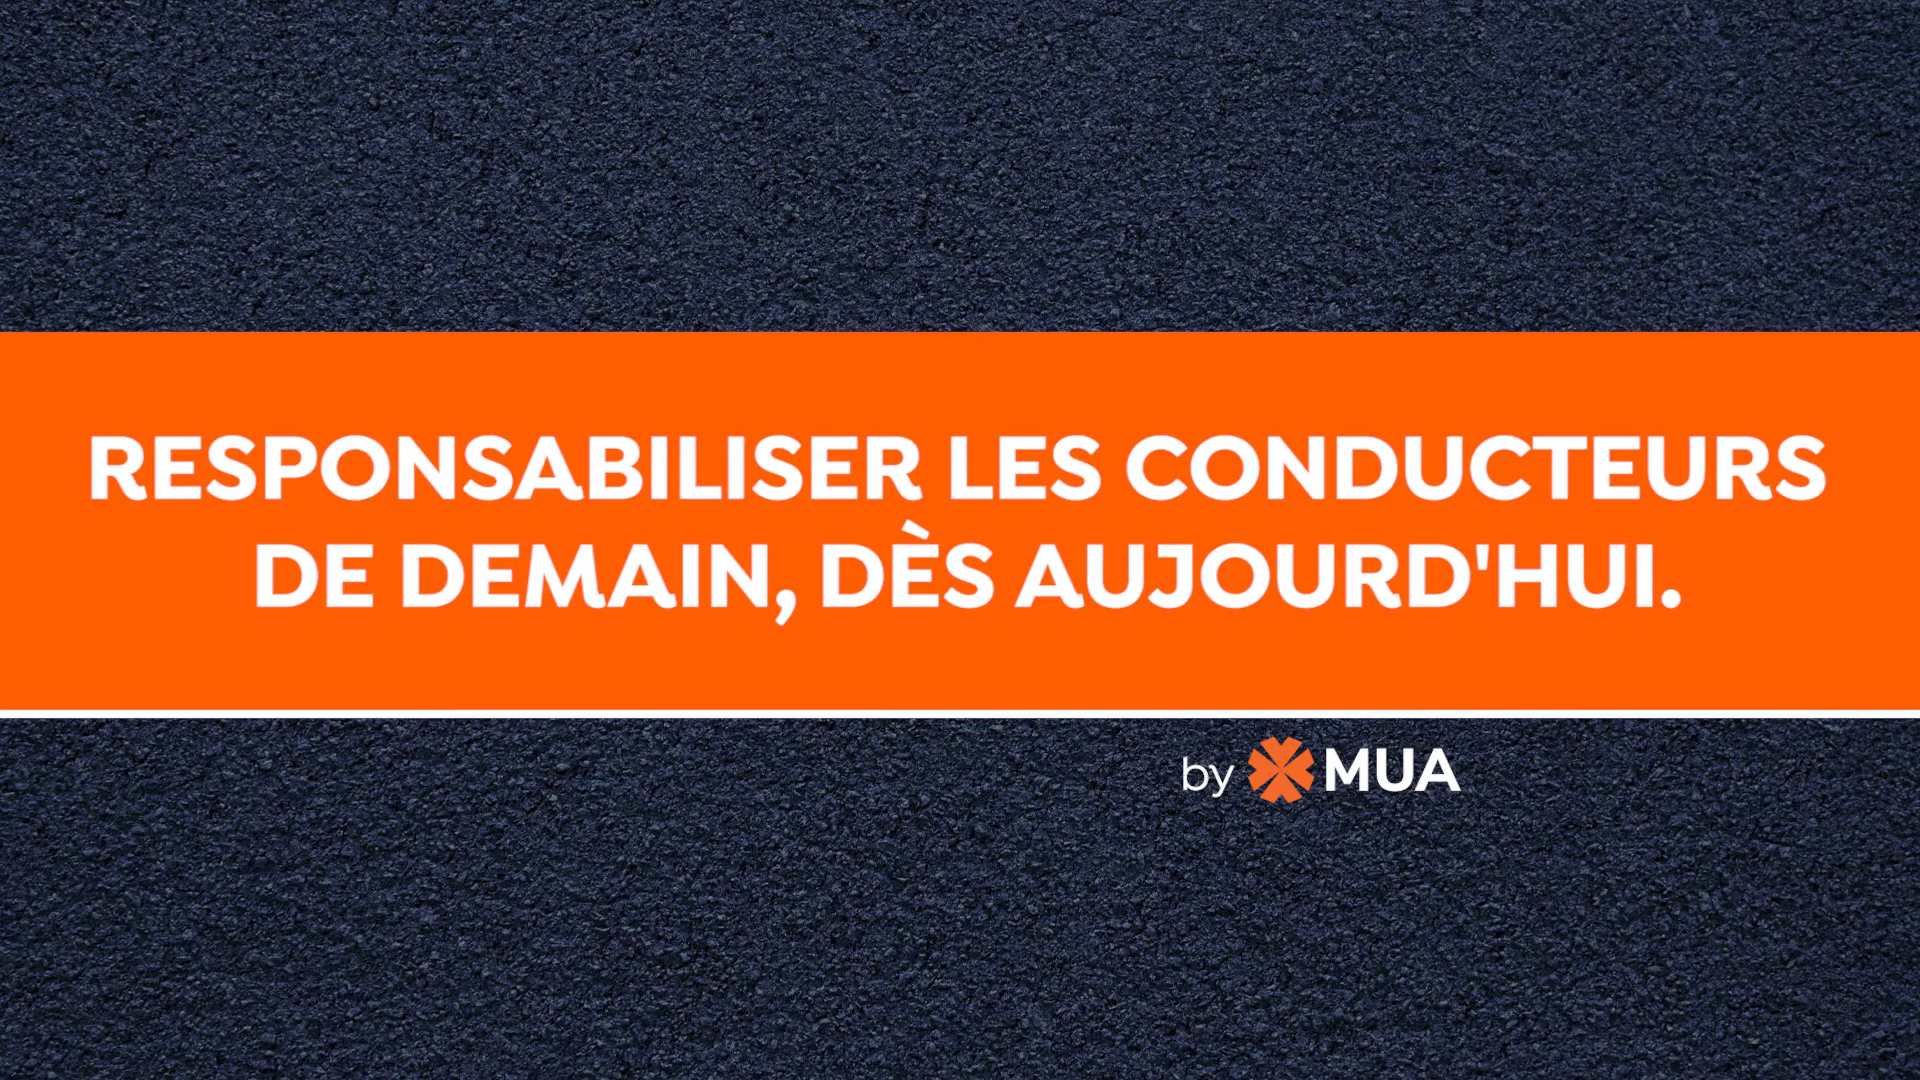 RESPONSABILISER LES CONDUCTEURS
DE DEMAIN, DÈS AUJOURD'HUI.
by MUA